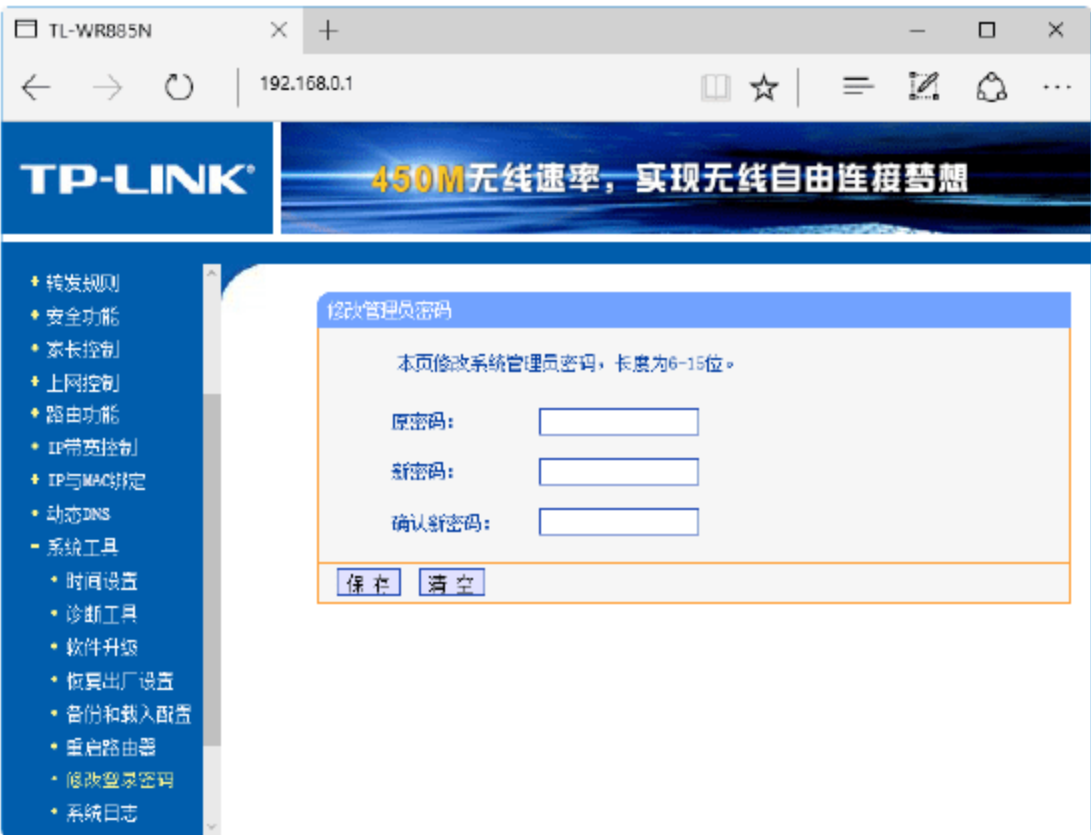 TL-WR885N
192.168.0.1
TP-LINK®
450M无线速率，实现无线自由连接梦想
转发规则
安全功能
家长控制
上网控制
路由功能
IP带宽控制
IP与MAC绑定
动态DNS
系统工具
时间设置
诊断工具
软件升级
恢复出厂设置
备份和载入配置
重启路由器
修改登录密码
系统日志
修改管理员密码
本页修改系统管理员密码，长度为6-15位。
原密码：
新密码：
确认新密码：
保 存 清 空